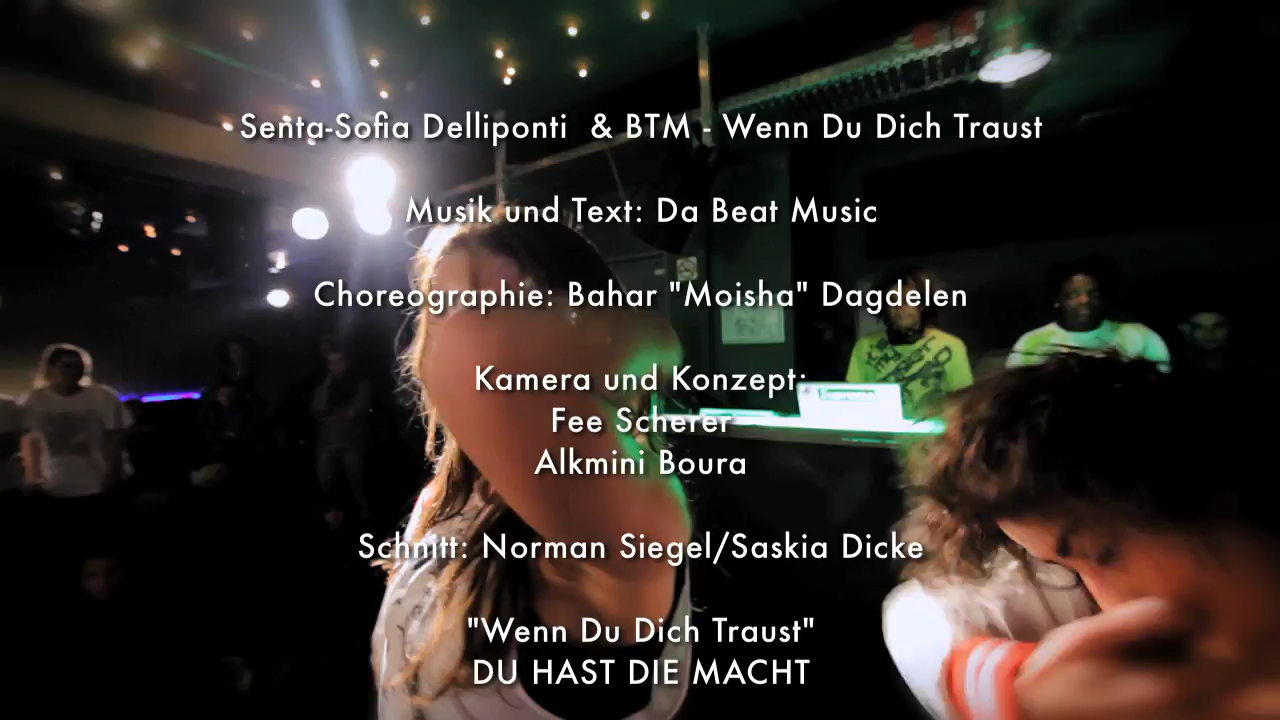 Senta-Sofia Delliponti & BTM - Wenn Du Dich Traust
Musik und Text: Da Beat Music
Choreographie: Bahar "Moisha" Dagdelen
Kamera und Konzept:
Fee Scherer
Alkmini Boura
Schnitt: Norman Siegel/Saskia Dicke
"Wenn Du Dich Traust"
DU HAST DIE MACHT